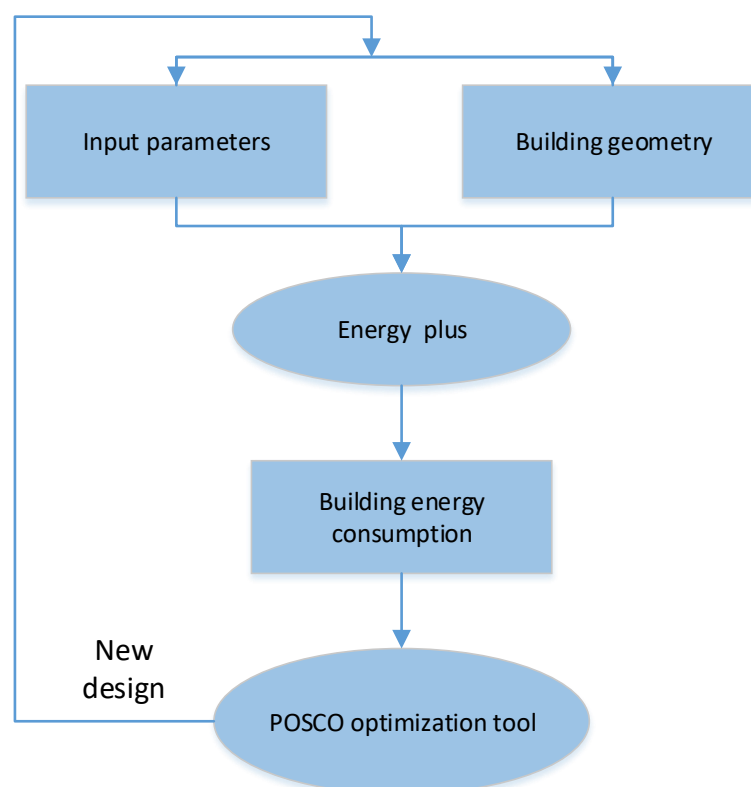 Input parameters
Building geometry
Energy plus
Building energy
consumption
New
design
POSCO optimization tool